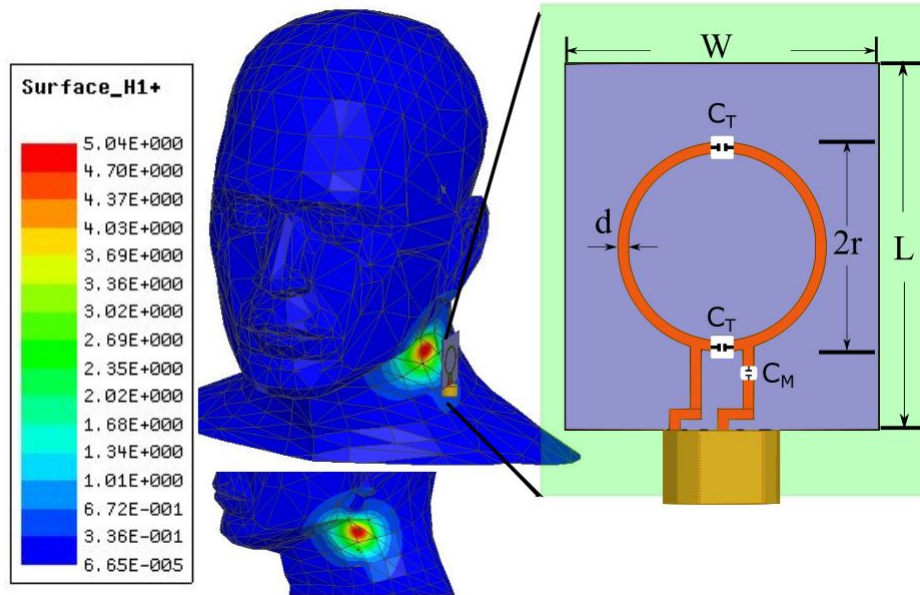 Surface_H1+
5.04E+000
4.70E+000
4.37E+000
4.03E+000
3.69E+000
3.36E+000
3.02E+000
2.69E+000
2.35E+000
2.02E+000
1.68E+000
1.34E+000
1.01E+000
6.72E-001
3.36E-001
6.65E-005
W
C_T
d
2r
L
C_T
C_M